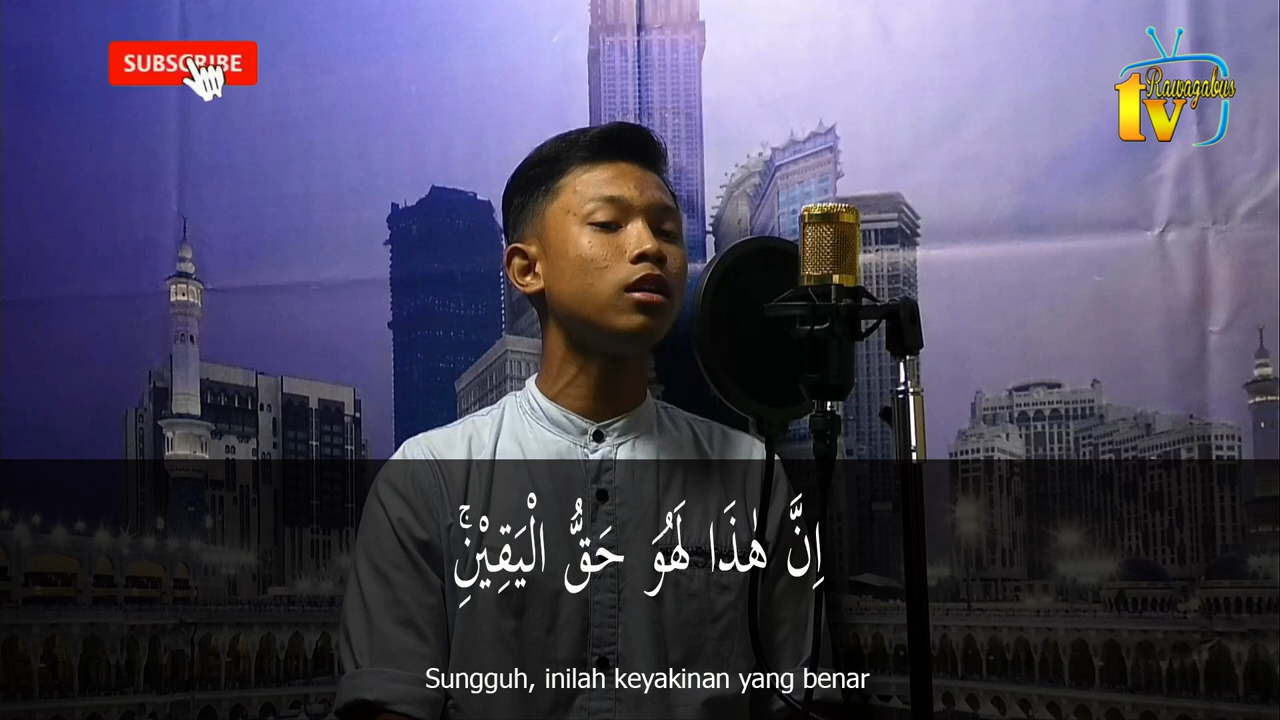 SUBSCRIBE
Rawagabus
tv
اِنَّ هٰذَا لَهُوَ حَقُّ الْيَقِيْنِۚ
Sungguh, inilah keyakinan yang benar